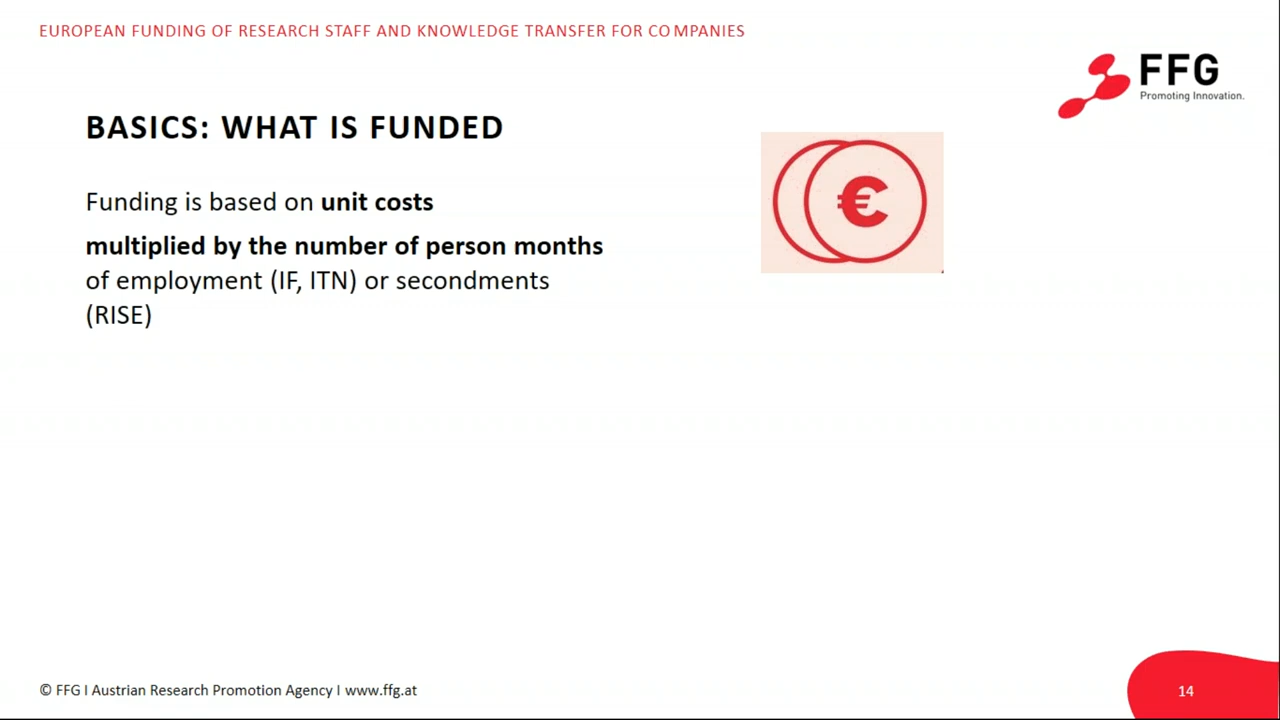 EUROPEAN FUNDING OF RESEARCH STAFF AND KNOWLEDGE TRANSFER FOR COMPANIES
FFG
Promoting Innovation.
BASICS: WHAT IS FUNDED
€
Funding is based on unit costs
multiplied by the number of person months
of employment (IF, ITN) or secondments
(RISE)
© FFG I Austrian Research Promotion Agency I www.ffg.at
14